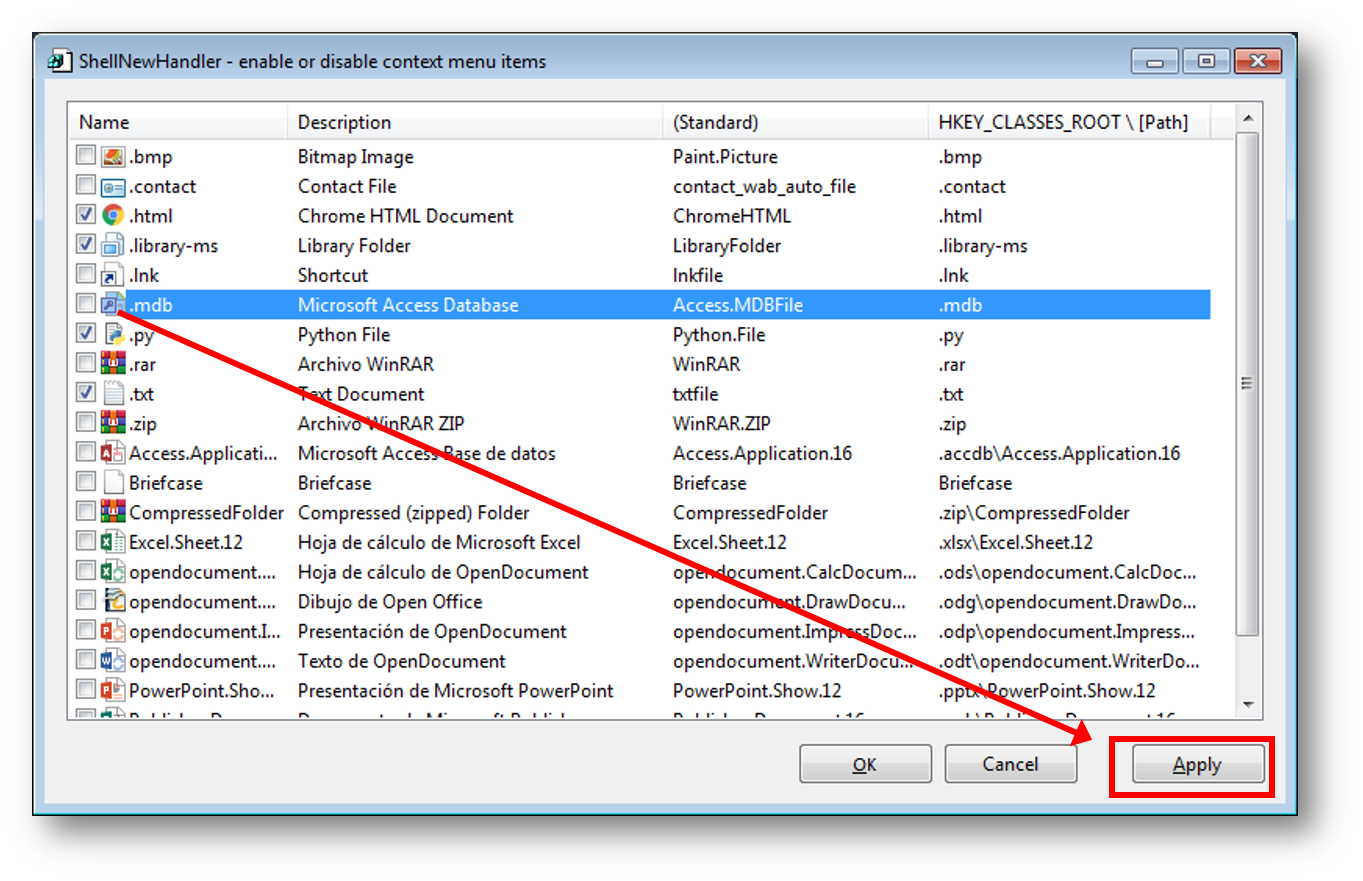 ShellNewHandler - enable or disable context menu items
Name Description (Standard) HKEY_CLASSES_ROOT \ [Path]
.bmp Bitmap Image Paint.Picture .bmp
.contact Contact File contact_wab_auto_file .contact
.html Chrome HTML Document ChromeHTML .html
.library-ms Library Folder LibraryFolder .library-ms
.lnk Shortcut lnkfile .lnk
.mdb Microsoft Access Database Access.MDBFile .mdb
.py Python File Python.File .py
.rar Archivo WinRAR WinRAR .rar
.txt Text Document txtfile .txt
.zip Archivo WinRAR ZIP WinRAR.ZIP .zip
Access.Applicati... Microsoft Access Base de datos Access.Application.16 .accdb\Access.Application.16
Briefcase Briefcase Briefcase Briefcase
CompressedFolder Compressed (zipped) Folder CompressedFolder .zip\CompressedFolder
Excel.Sheet.12 Hoja de cálculo de Microsoft Excel Excel.Sheet.12 .xlsx\Excel.Sheet.12
opendocument.... Hoja de cálculo de OpenDocument opendocument.CalcDocum... .ods\opendocument.CalcDoc...
opendocument.... Dibujo de Open Office opendocument.DrawDocu... .odg\opendocument.DrawDo...
opendocument.I... Presentación de OpenDocument opendocument.ImpressDoc... .odp\opendocument.Impress...
opendocument.... Texto de OpenDocument opendocument.WriterDocu... .odt\opendocument.WriterDo...
PowerPoint.Sho... Presentación de Microsoft PowerPoint PowerPoint.Show.12 .pptx\PowerPoint.Show.12
OK Cancel Apply